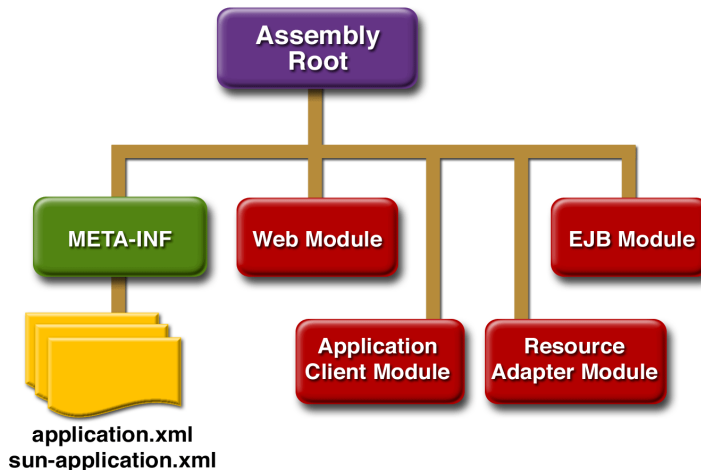 Assembly
Root
META-INF
Web Module
EJB Module
Application
Client Module
Resource
Adapter Module
application.xml
sun-application.xml